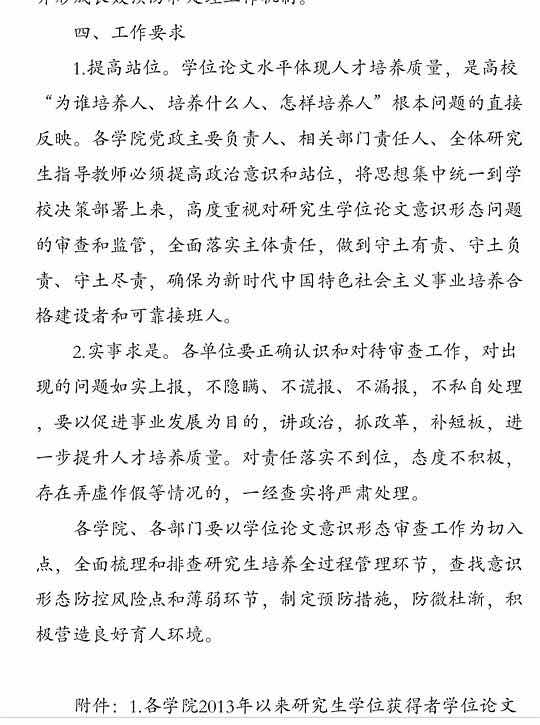 并形成长效预防和处理工作机制。
四、工作要求
1.提高站位。学位论文水平体现人才培养质量，是高校
“为谁培养人、培养什么人、怎样培养人”根本问题的直接
反映。各学院党政主要负责人、相关部门责任人、全体研究
生指导教师必须提高政治意识和站位，将思想集中统一到学
校决策部署上来，高度重视对研究生学位论文意识形态问题
的审查和监管，全面落实主体责任，做到守土有责、守土负
责、守土尽责，确保为新时代中国特色社会主义事业培养合
格建设者和可靠接班人。
2.实事求是。各单位要正确认识和对待审查工作，对出
现的问题如实上报，不隐瞒、不谎报、不漏报，不私自处理
，要以促进事业发展为目的，讲政治，抓改革，补短板，进
一步提升人才培养质量。对责任落实不到位，态度不积极，
存在弄虚作假等情况的，一经查实将严肃处理。
各学院、各部门要以学位论文意识形态审查工作为切入
点，全面梳理和排查研究生培养全过程管理环节，查找意识
形态防控风险点和薄弱环节，制定预防措施，防微杜渐，积
极营造良好育人环境。
附件：1.各学院2013年以来研究生学位获得者学位论文